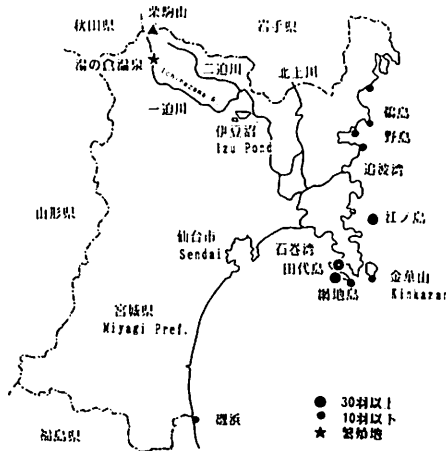 栗駒山
秋田県
岩手県
湯の倉温泉
二迫川
北上川
一迫川
伊豆沼
Izu Pond
鵜島
野島
追波湾
山形県
仙台市
Sendai
石巻湾
江ノ島
田代島
網地島
金華山
Kinkazan
宮城県
Miyagi Pref.
30羽以上
10羽以下
繁殖地
磯浜
福島県